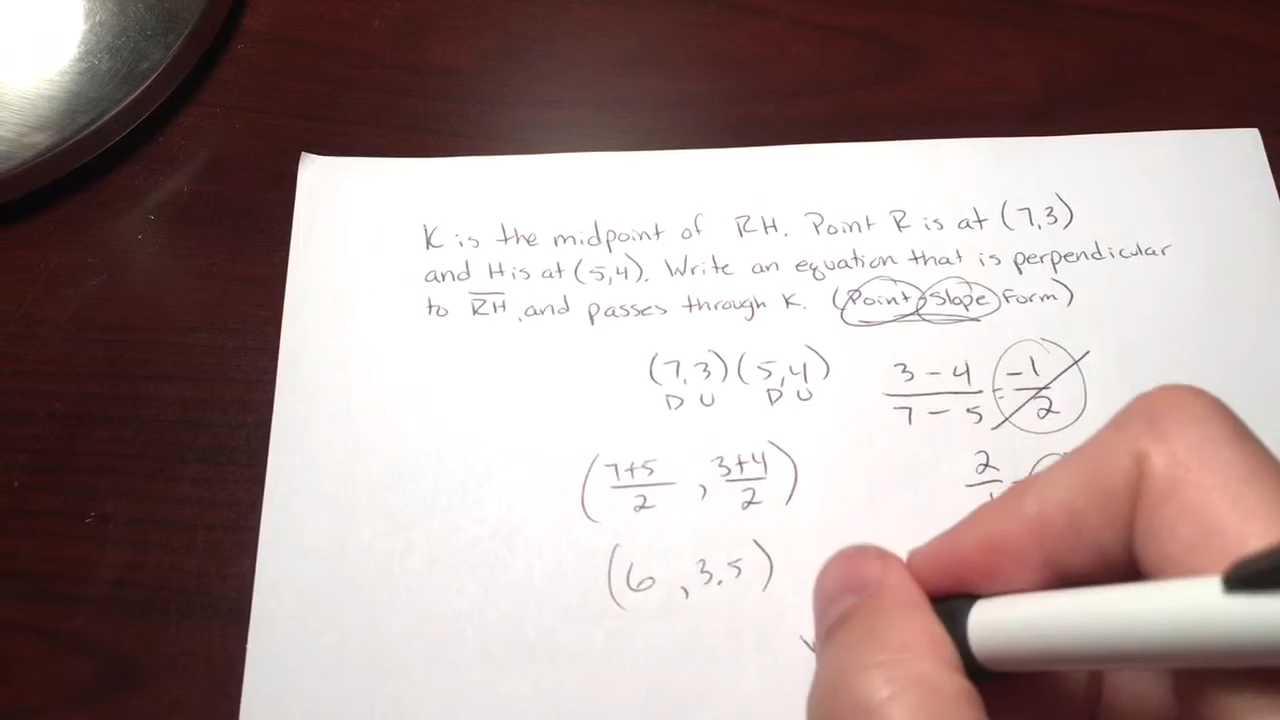 K is the midpoint of RH. Point R is at (7,3)
and H is at (5,4). Write an equation that is perpendicular
to RH, and passes through K. (Point Slope Form)
(7,3)(5,4)
D U D U
3-4
7-5
=
-1
2
(7+5/2, 3+4/2)
2
(6, 3.5)